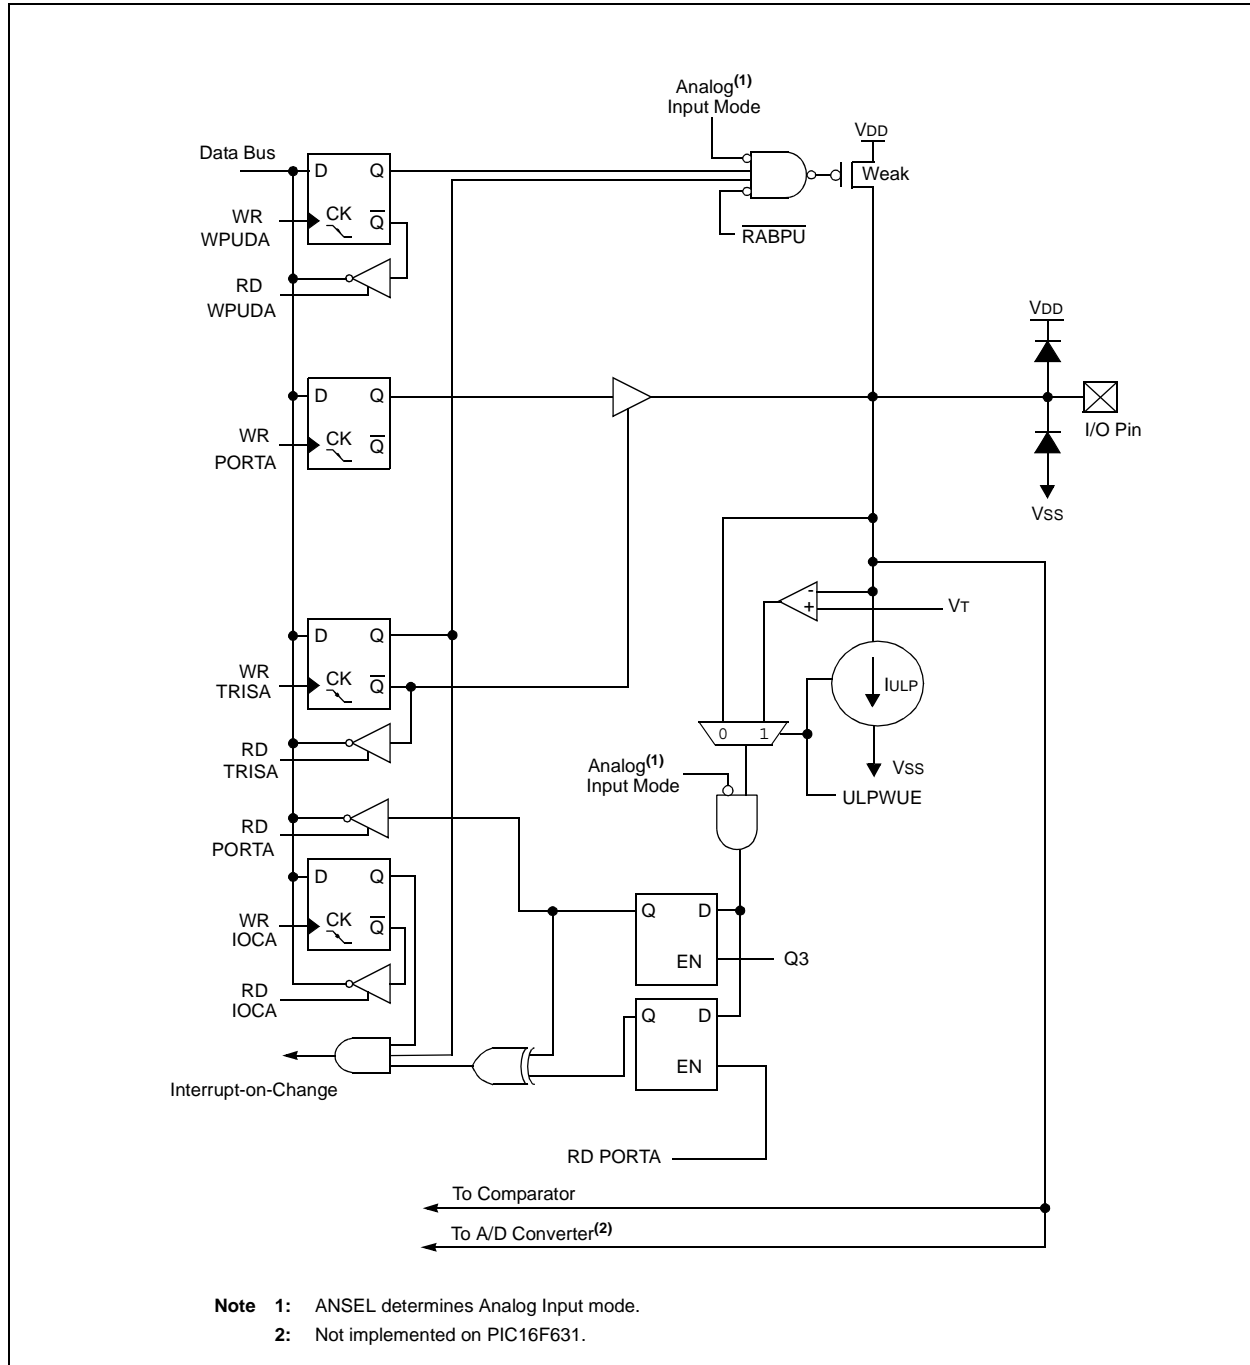 Analog(1)
Input Mode
VDD
Data Bus
D Q
Weak
WR
WPUDA
CK
Q
RABPU
RD
WPUDA
VDD
D Q
I/O Pin
WR
PORTA
CK
Q
VSS
VT
-
+
D Q
WR
TRISA
CK
Q
IULP
0 1
RD
TRISA
Analog(1)
Input Mode
VSS
ULPWUE
RD
PORTA
D Q
WR
IOCA
CK
Q
Q D
EN
Q3
RD
IOCA
Q D
EN
Interrupt-on-Change
RD PORTA
To Comparator
To A/D Converter(2)
Note 1: ANSEL determines Analog Input mode.
2: Not implemented on PIC16F631.